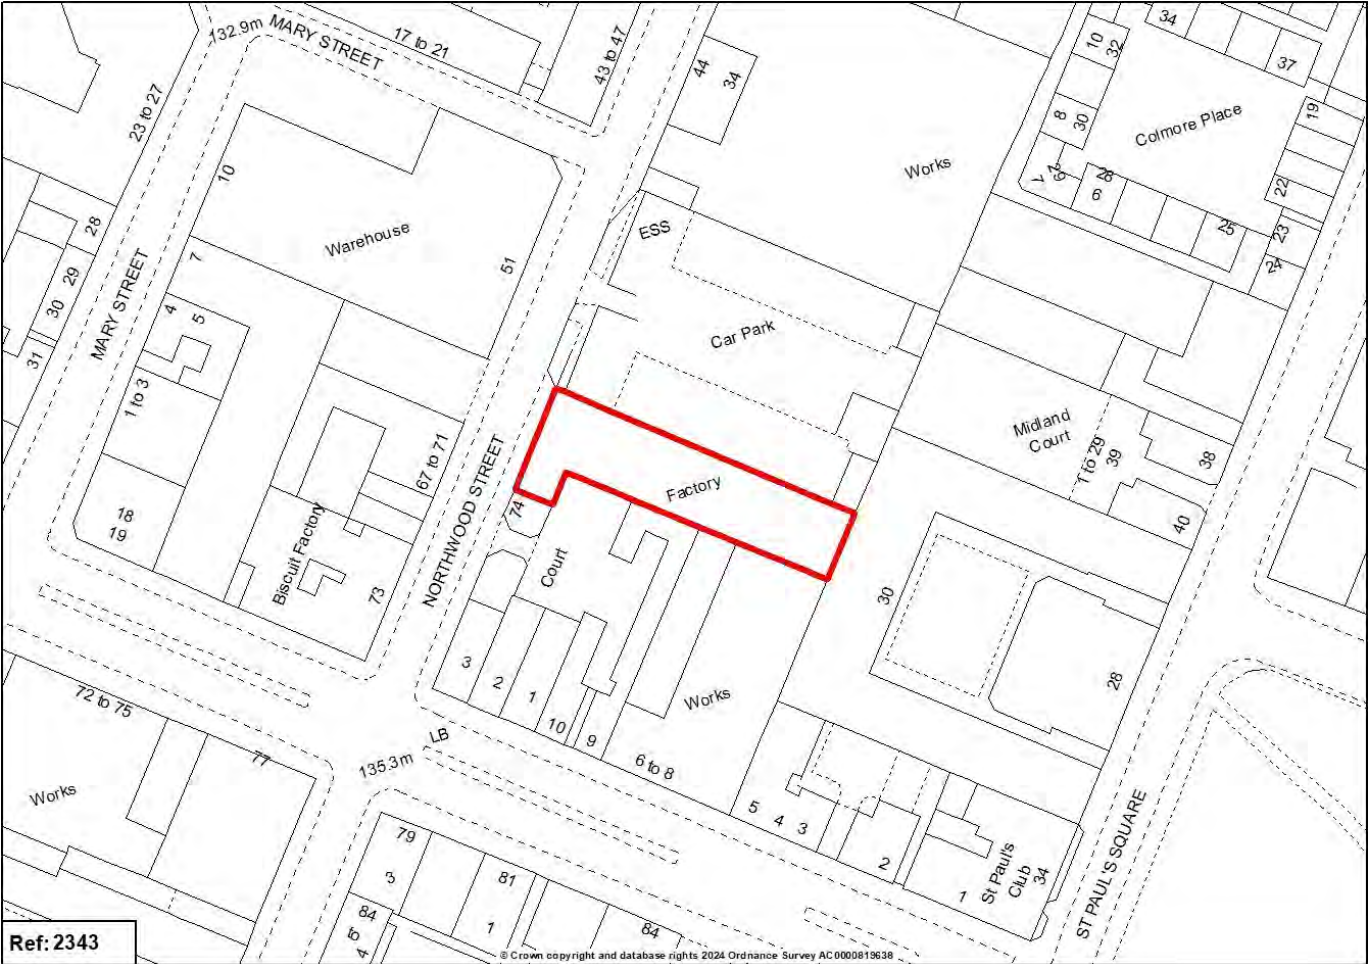 132.9m
MARY STREET
17 to 21
43 to 47
44
34
10
32
34
37
23 to 27
8
30
Colmore Place
19
10
Works
7
29
28
6
22
28
Warehouse
ESS
25
23
24
MARY STREET
7
51
29
30
4
5
Car Park
31
1 to 3
Midland
Court
1 to 29
39
38
67 to 71
NORTHWOOD STREET
Factory
74
40
18
19
Biscuit Factory
73
Court
30
3
2
1
10
9
Works
28
72 to 75
77
LB
135.3m
6 to 8
Works
5
4
3
2
1
St Paul's
Club
34
ST PAUL'S SQUARE
79
3
81
1
84
to
4
84
Ref: 2343
© Crown copyright and database rights 2024 Ordnance Survey AC0000819638